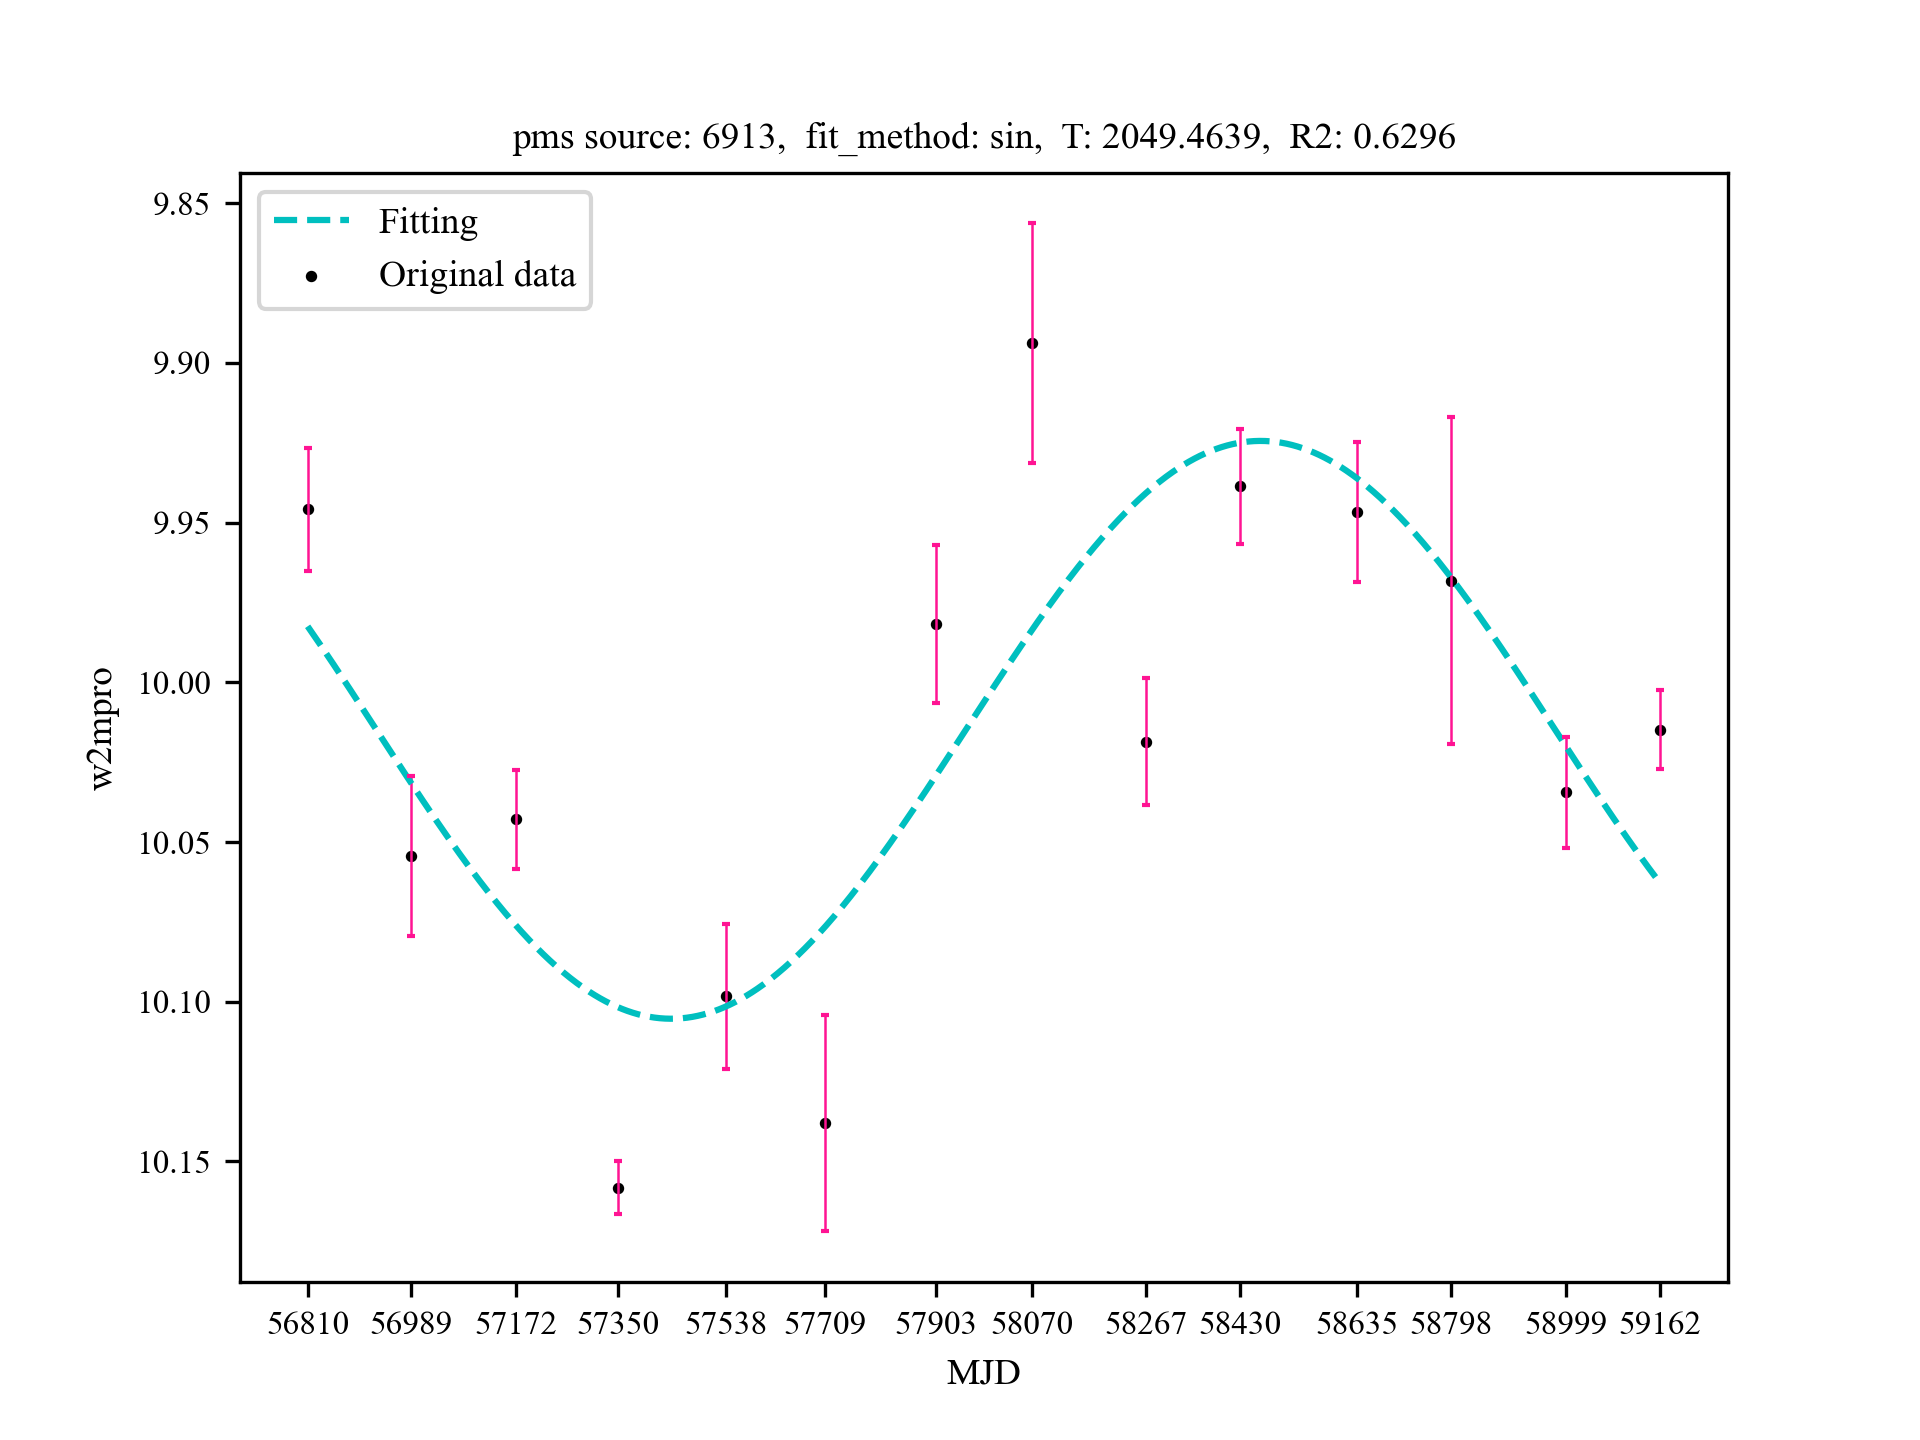 pms source: 6913,  fit_method: sin,  T: 2049.4639,  R2: 0.6296
Fitting
Original data
9.85
9.90
9.95
10.00
10.05
10.10
10.15
w2mpro
56810 56989 57172 57350 57538 57709 57903 58070 58267 58430 58635 58798 58999 59162
MJD